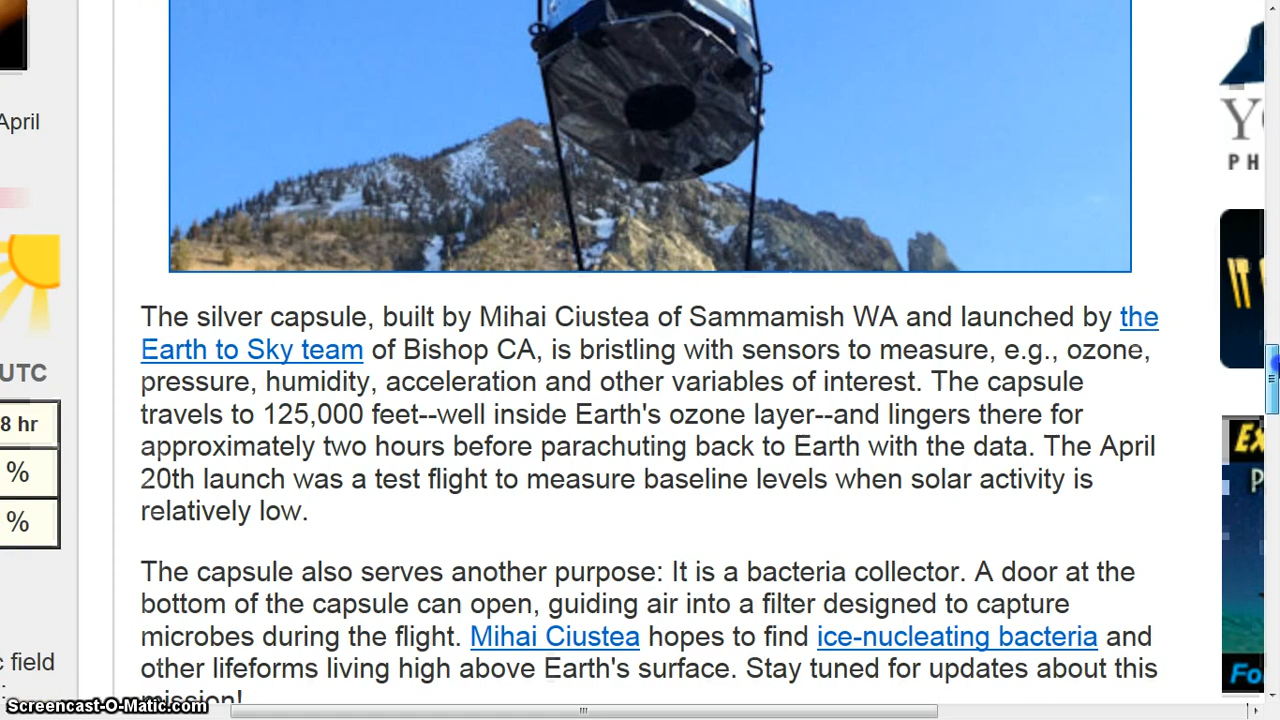 April
Y
PH
UTC
8 hr
%
%
The silver capsule, built by Mihai Ciustea of Sammamish WA and launched by the
Earth to Sky team of Bishop CA, is bristling with sensors to measure, e.g., ozone,
pressure, humidity, acceleration and other variables of interest. The capsule
travels to 125,000 feet--well inside Earth's ozone layer--and lingers there for
approximately two hours before parachuting back to Earth with the data. The April
20th launch was a test flight to measure baseline levels when solar activity is
relatively low.
Ex
P
The capsule also serves another purpose: It is a bacteria collector. A door at the
bottom of the capsule can open, guiding air into a filter designed to capture
microbes during the flight. Mihai Ciustea hopes to find ice-nucleating bacteria and
other lifeforms living high above Earth's surface. Stay tuned for updates about this
mission!
c field
:
Fo
Screencast-O-Matic.com